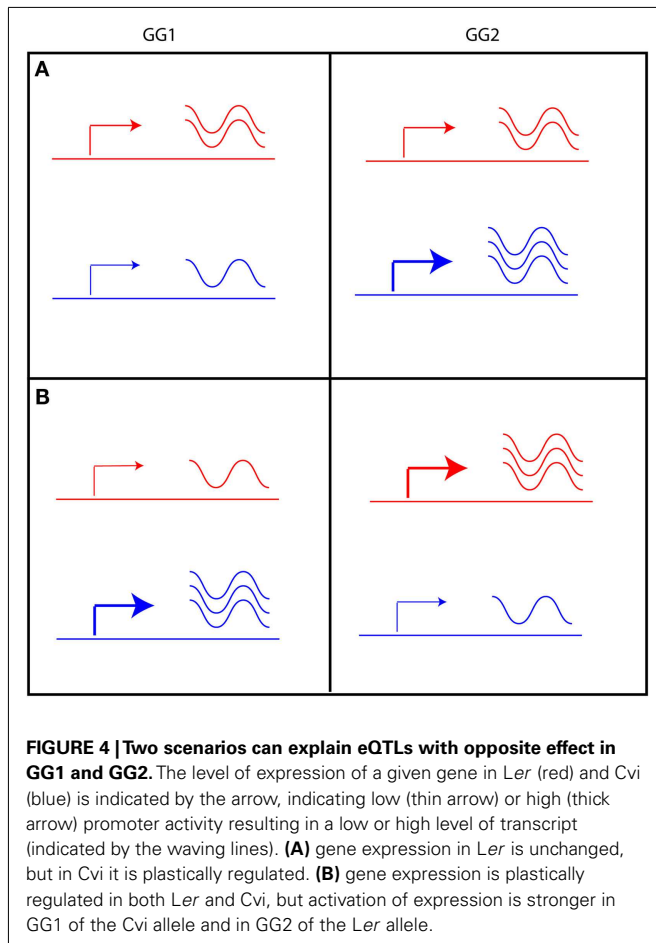 GG1 GG2
A
B
FIGURE 4 | Two scenarios can explain eQTLs with opposite effect in
GG1 and GG2. The level of expression of a given gene in Ler (red) and Cvi
(blue) is indicated by the arrow, indicating low (thin arrow) or high (thick
arrow) promoter activity resulting in a low or high level of transcript
(indicated by the waving lines). (A) gene expression in Ler is unchanged,
but in Cvi it is plastically regulated. (B) gene expression is plastically
regulated in both Ler and Cvi, but activation of expression is stronger in
GG1 of the Cvi allele and in GG2 of the Ler allele.